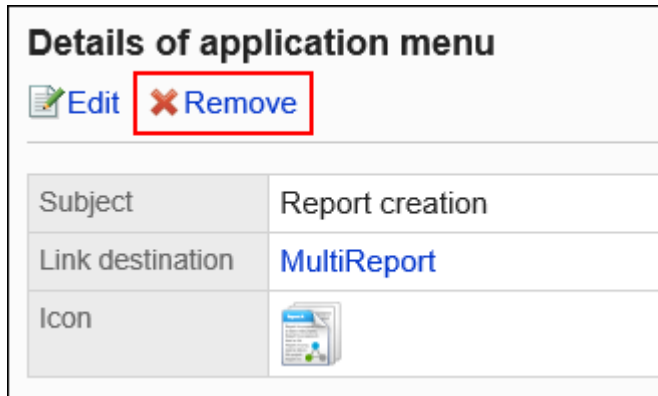 Details of application menu
Edit Remove
Subject Report creation
Link destination MultiReport
Icon